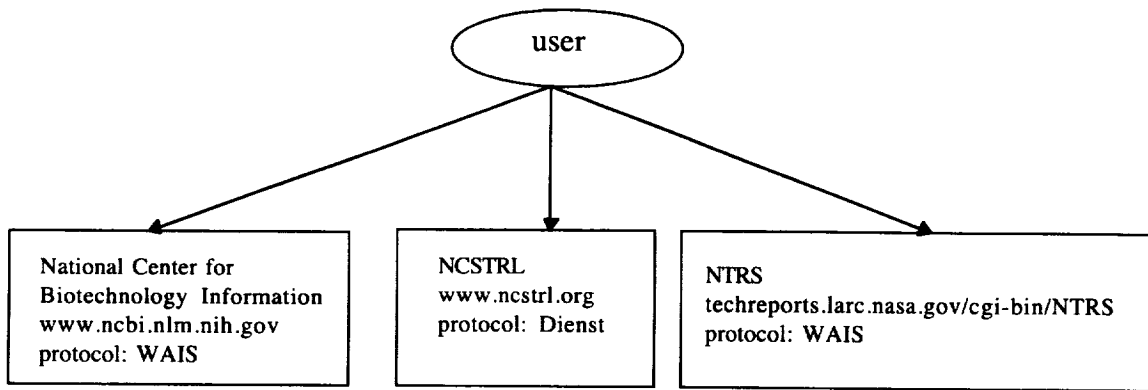 user
National Center for
Biotechnology Information
www.ncbi.nlm.nih.gov
protocol: WAIS
NCSTRL
www.ncstrl.org
protocol: Dienst
NTRS
techreports.larc.nasa.gov/cgi-bin/NTRS
protocol: WAIS